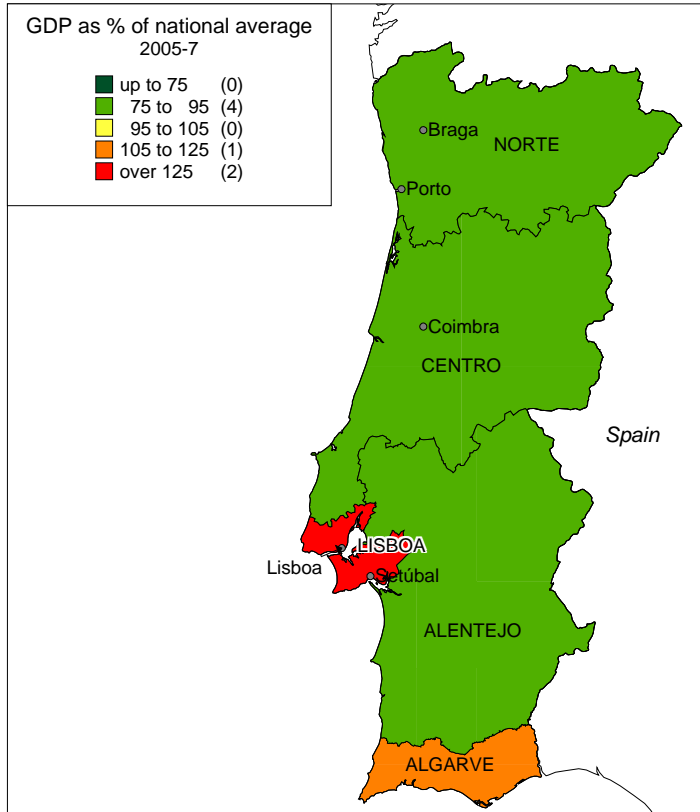 GDP as % of national average
2005-7
up to 75 (0)
75 to 95 (4)
95 to 105 (0)
105 to 125 (1)
over 125 (2)
Braga
NORTE
Porto
Coimbra
CENTRO
Spain
LISBOA
Lisboa
Setúbal
ALENTEJO
ALGARVE